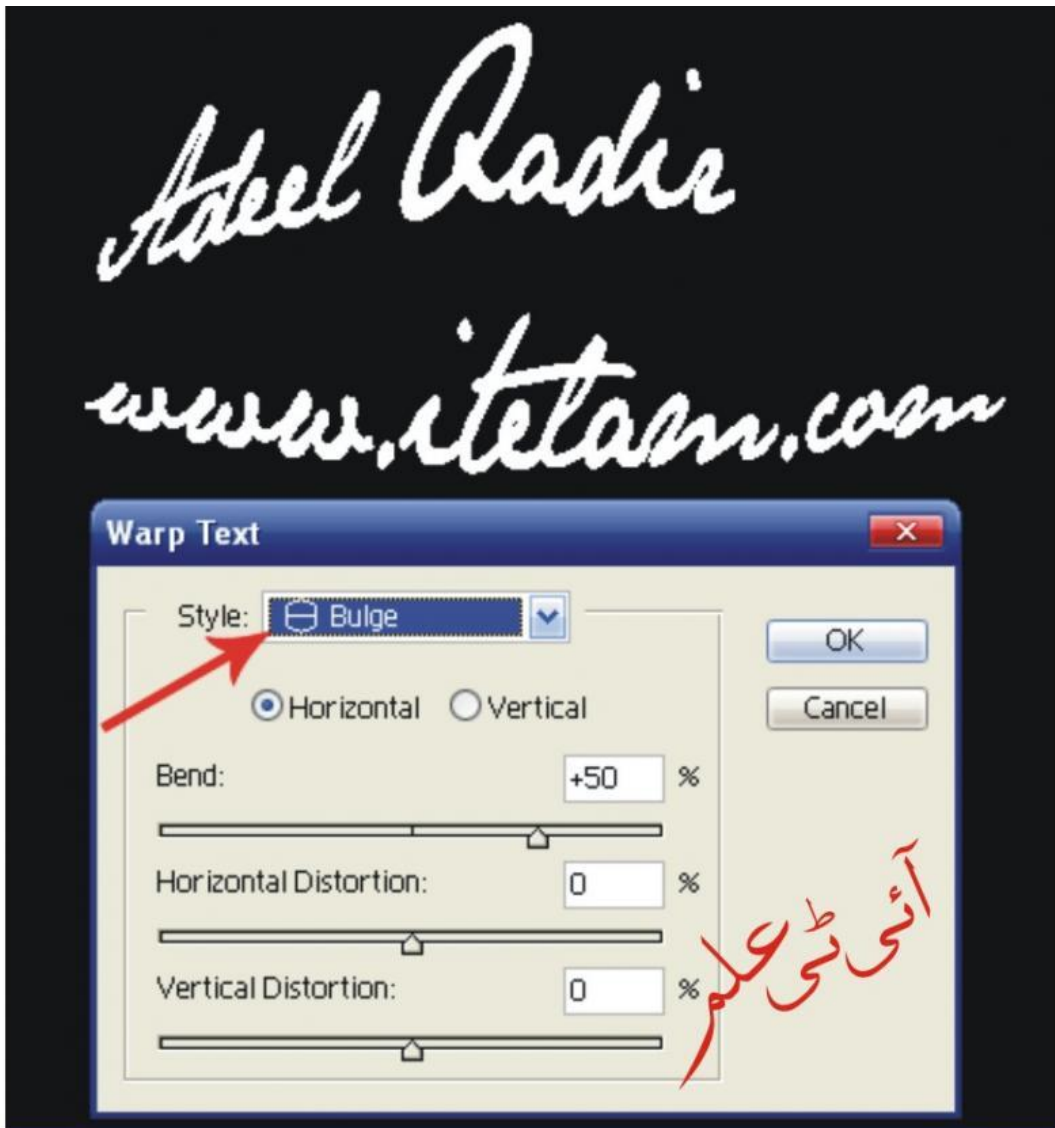 Adeel Qadir
www.itelam.com
Warp Text
Style: Bulge
OK
Horizontal Vertical
Cancel
Bend: +50 %
Horizontal Distortion: 0 %
Vertical Distortion: 0 %
آئی ٹی علم